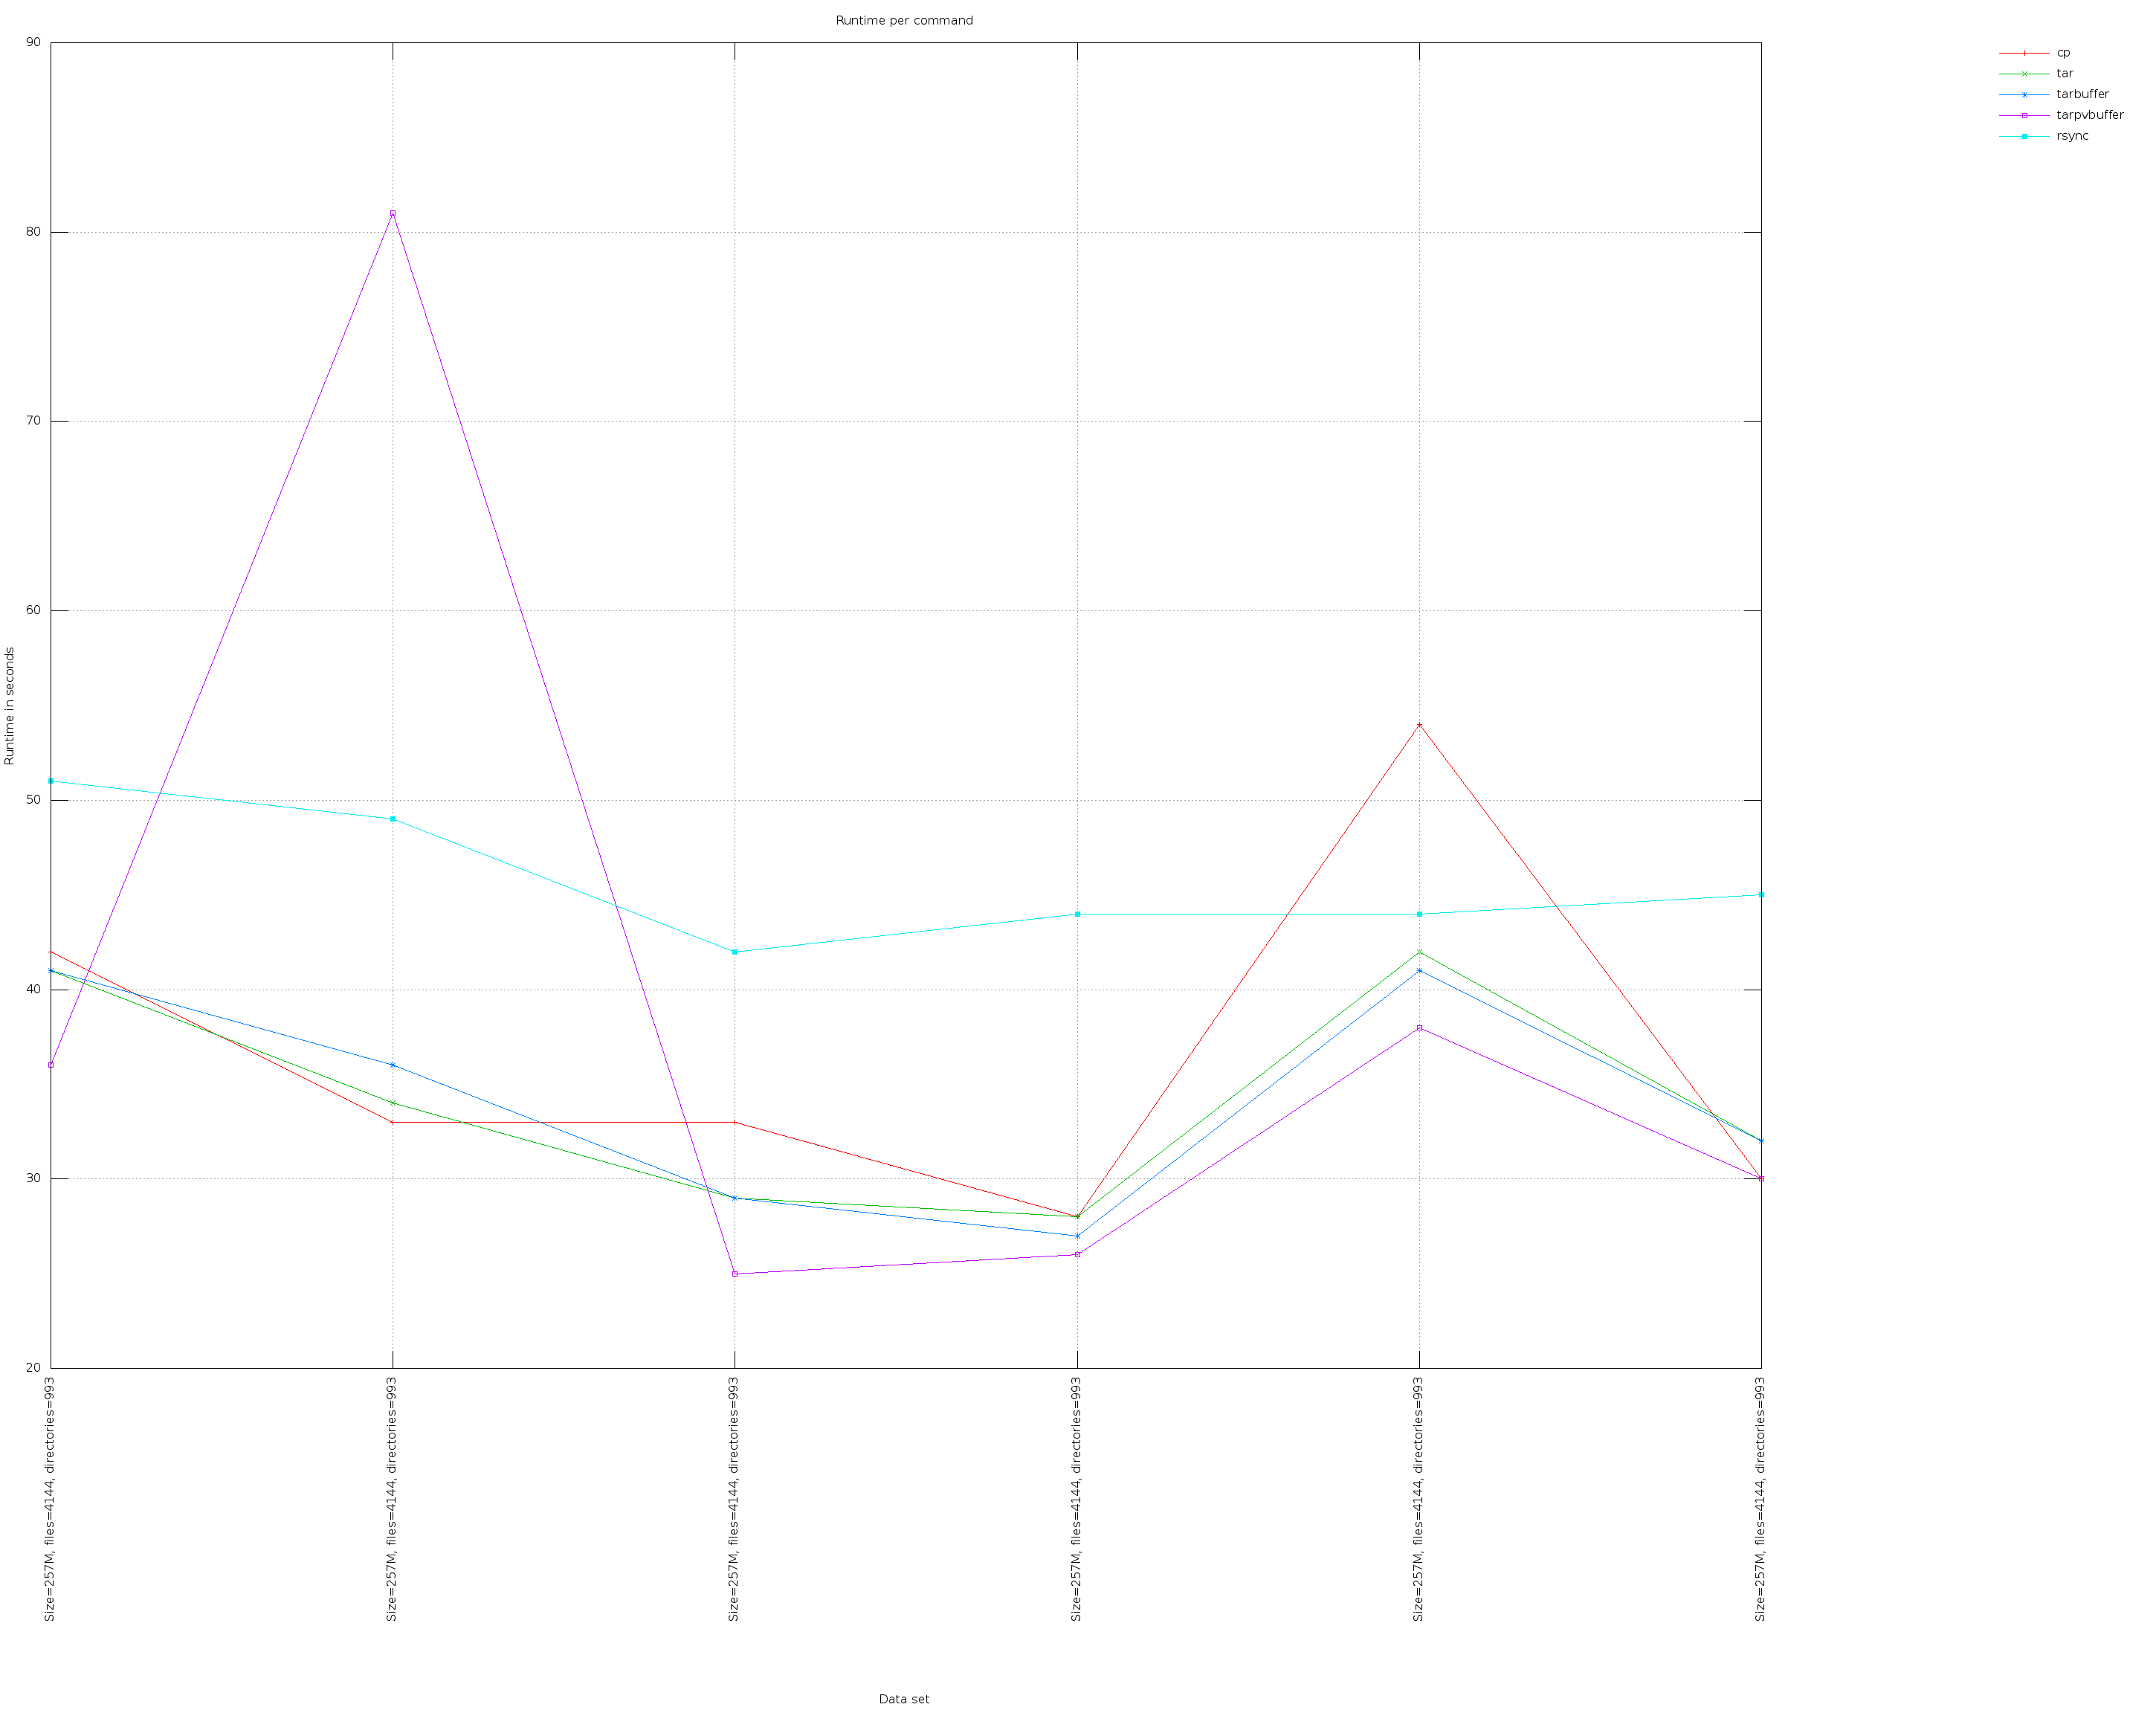 Runtime per command
cp
tar
tarbuffer
tarpvbuffer
rsync
90
80
70
60
50
40
30
20
Runtime in seconds
Size=257M, files=4144, directories=993
Size=257M, files=4144, directories=993
Size=257M, files=4144, directories=993
Size=257M, files=4144, directories=993
Size=257M, files=4144, directories=993
Size=257M, files=4144, directories=993
Data set